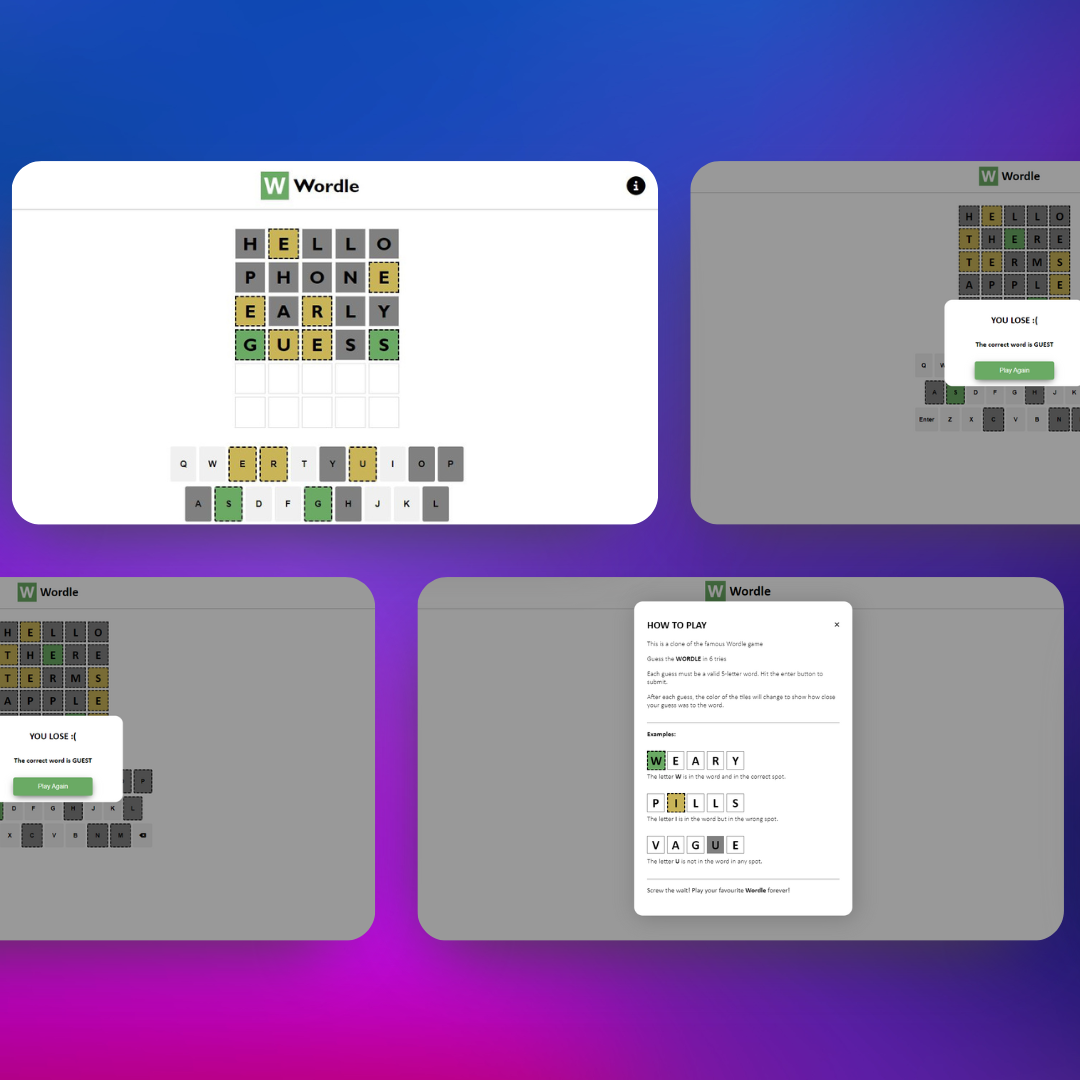 W Wordle
i
H E L L O
P H O N E
E A R L Y
G U E S S
Q W E R T Y U I O P
A S D F G H J K L
W Wordle
H E L L O
T H E R E
T E R M S
A P P L E
YOU LOSE :(
The correct word is GUEST
Play Again
Q
A S D F G H J K
Enter Z X C V B N
W Wordle
H E L L O
T H E R E
T E R M S
A P P L E
YOU LOSE :(
The correct word is GUEST
Play Again
P
D F G H J K L
X C V B N M
W Wordle
HOW TO PLAY ×
This is a clone of the famous Wordle game
Guess the WORDLE in 6 tries
Each guess must be a valid 5-letter word. Hit the enter button to
submit.
After each guess, the color of the tiles will change to show how close
your guess was to the word.
Examples:
W E A R Y
The letter W is in the word and in the correct spot.
P I L L S
The letter I is in the word but in the wrong spot.
V A G U E
The letter U is not in the word in any spot.
Screw the wait! Play your favourite Wordle forever!